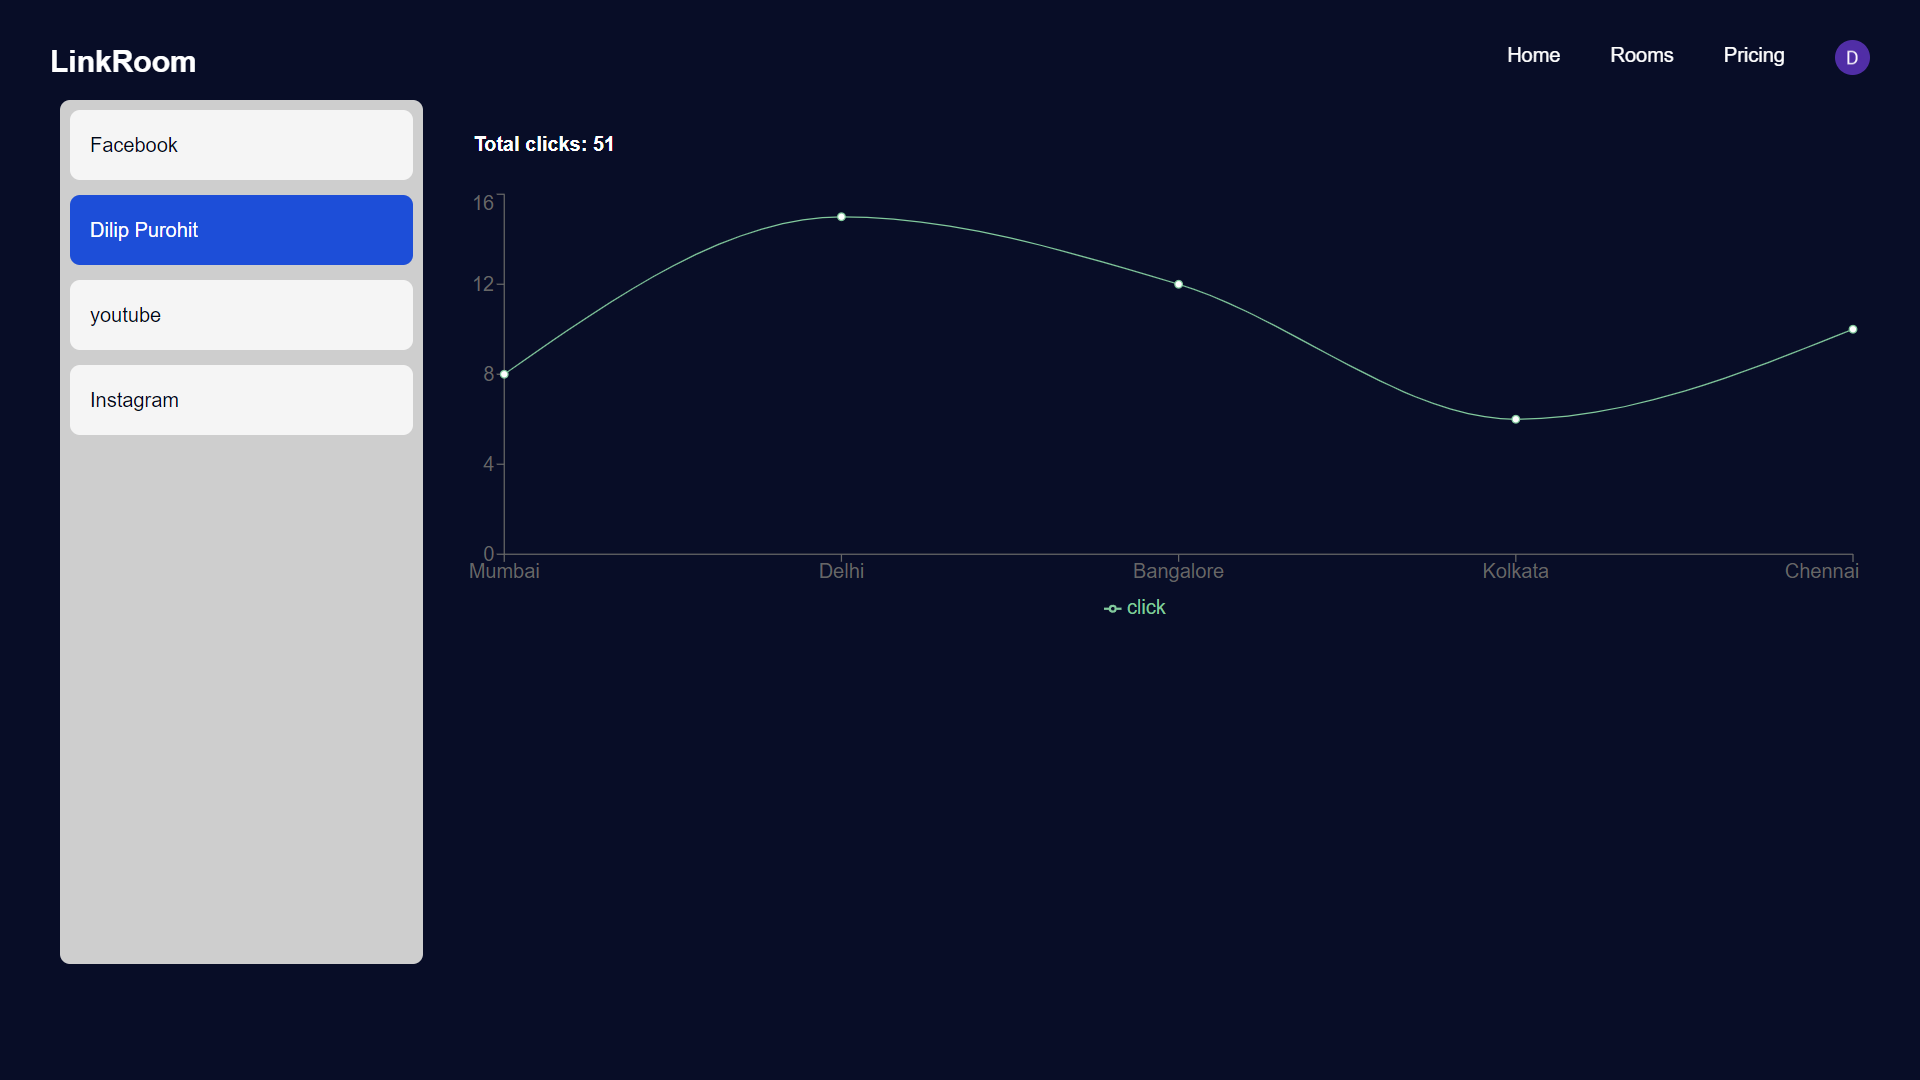 LinkRoom
Home Rooms Pricing D
Facebook
Dilip Purohit
youtube
Instagram
Total clicks: 51
16
12
8
4
0
Mumbai Delhi Bangalore Kolkata Chennai
click